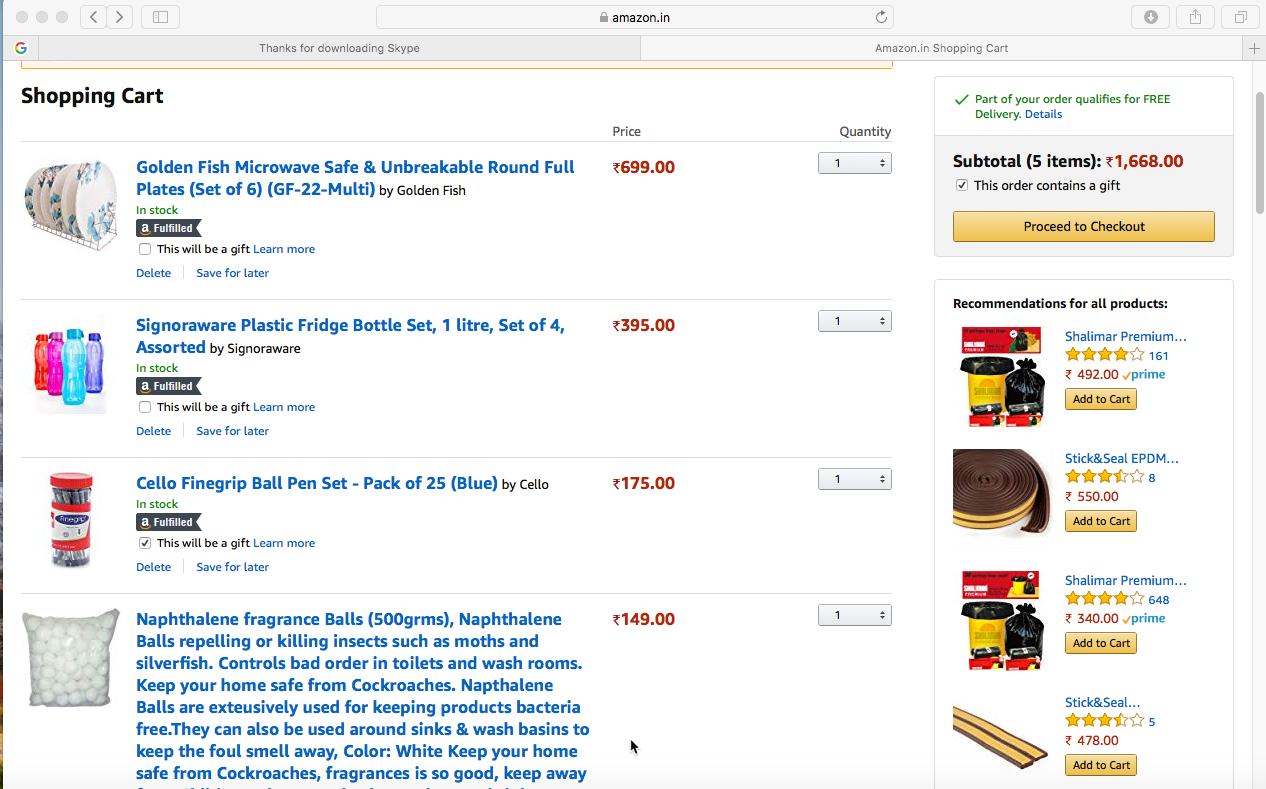 amazon.in
Thanks for downloading Skype
Amazon.in Shopping Cart
Shopping Cart
Price
Quantity
Golden Fish Microwave Safe & Unbreakable Round Full
Plates (Set of 6) (GF-22-Multi) by Golden Fish
₹699.00
1
In stock
a Fulfilled
This will be a gift Learn more
Delete
Save for later
Signoraware Plastic Fridge Bottle Set, 1 litre, Set of 4,
Assorted by Signoraware
₹395.00
1
In stock
a Fulfilled
This will be a gift Learn more
Delete
Save for later
Cello Finegrip Ball Pen Set - Pack of 25 (Blue) by Cello
₹175.00
1
In stock
a Fulfilled
This will be a gift Learn more
Delete
Save for later
Finegrip
Naphthalene fragrance Balls (500grms), Naphthalene
₹149.00
1
Balls repelling or killing insects such as moths and
silverfish. Controls bad order in toilets and wash rooms.
Keep your home safe from Cockroaches. Napthalene
Balls are exteusively used for keeping products bacteria
free.They can also be used around sinks & wash basins to
keep the foul smell away, Color: White Keep your home
safe from Cockroaches, fragrances is so good, keep away
Part of your order qualifies for FREE
Delivery. Details
Subtotal (5 items): ₹1,668.00
This order contains a gift
Proceed to Checkout
Recommendations for all products:
Shalimar Premium...
161
₹ 492.00 prime
Add to Cart
Stick&Seal EPDM...
8
₹ 550.00
Add to Cart
Shalimar Premium...
648
₹ 340.00 prime
Add to Cart
Stick&Seal...
5
₹ 478.00
Add to Cart